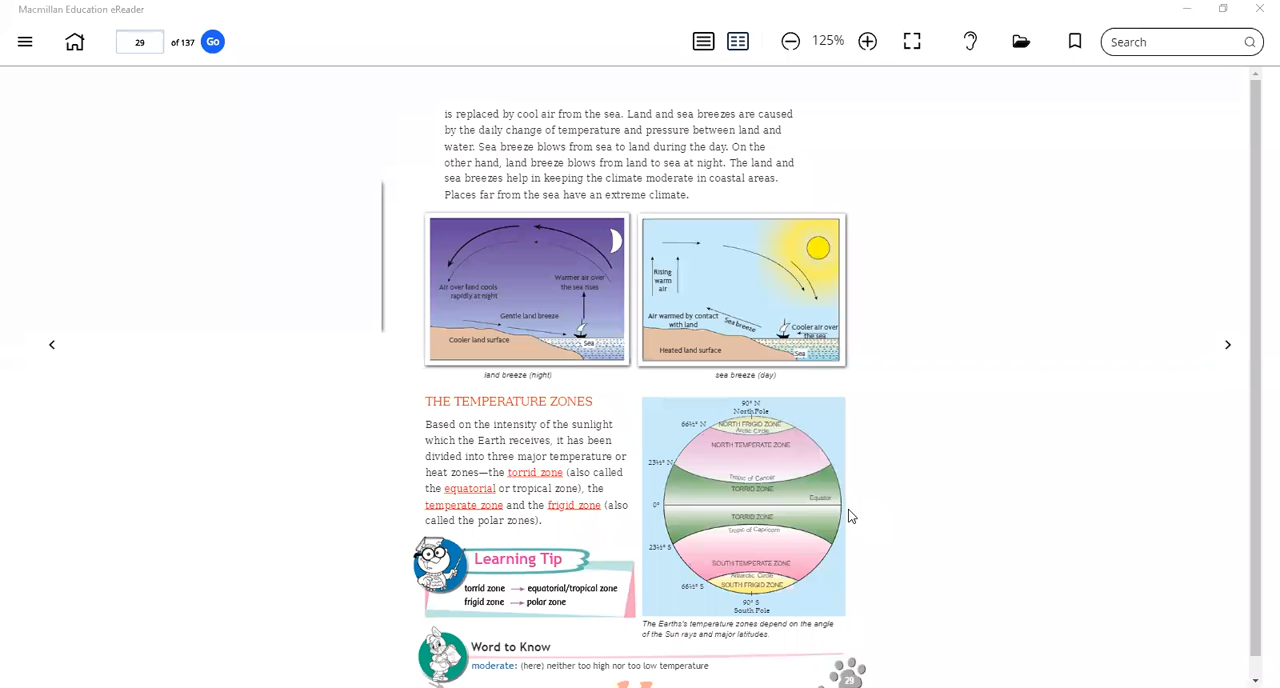 Macmillan Education eReader
29 of 137 Go
125%
Search
is replaced by cool air from the sea. Land and sea breezes are caused
by the daily change of temperature and pressure between land and
water. Sea breeze blows from sea to land during the day. On the
other hand, land breeze blows from land to sea at night. The land and
sea breezes help in keeping the climate moderate in coastal areas.
Places far from the sea have an extreme climate.
Air over land cools
rapidly at night
Warmer air over
the sea rises
Gentle land breeze
Cooler land surface
Sea
land breeze (night)
Rising
warm
air
Air warmed by contact
with land
Sea breeze
Cooler air over
the sea
Heated land surface
Sea
sea breeze (day)
THE TEMPERATURE ZONES
Based on the intensity of the sunlight
which the Earth receives, it has been
divided into three major temperature or
heat zones—the torrid zone (also called
the equatorial or tropical zone), the
temperate zone and the frigid zone (also
called the polar zones).
Learning Tip
torrid zone → equatorial/tropical zone
frigid zone → polar zone
90° N
North Pole
66½° N
NORTH FRIGID ZONE
Arctic Circle
NORTH TEMPERATE ZONE
23½° N
Tropic of Cancer
TORRID ZONE
Equator
0°
TORRID ZONE
Tropic of Capricorn
23½° S
SOUTH TEMPERATE ZONE
Antarctic Circle
66½° S
SOUTH FRIGID ZONE
90° S
South Pole
The Earths's temperature zones depend on the angle
of the Sun rays and major latitudes.
Word to Know
moderate: (here) neither too high nor too low temperature
29